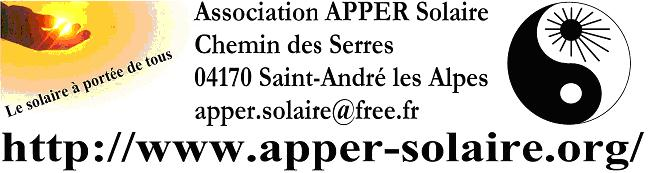 Le solaire à portée de tous
Association APPER Solaire
Chemin des Serres
04170 Saint-André les Alpes
apper.solaire@free.fr
http://www.apper-solaire.org/